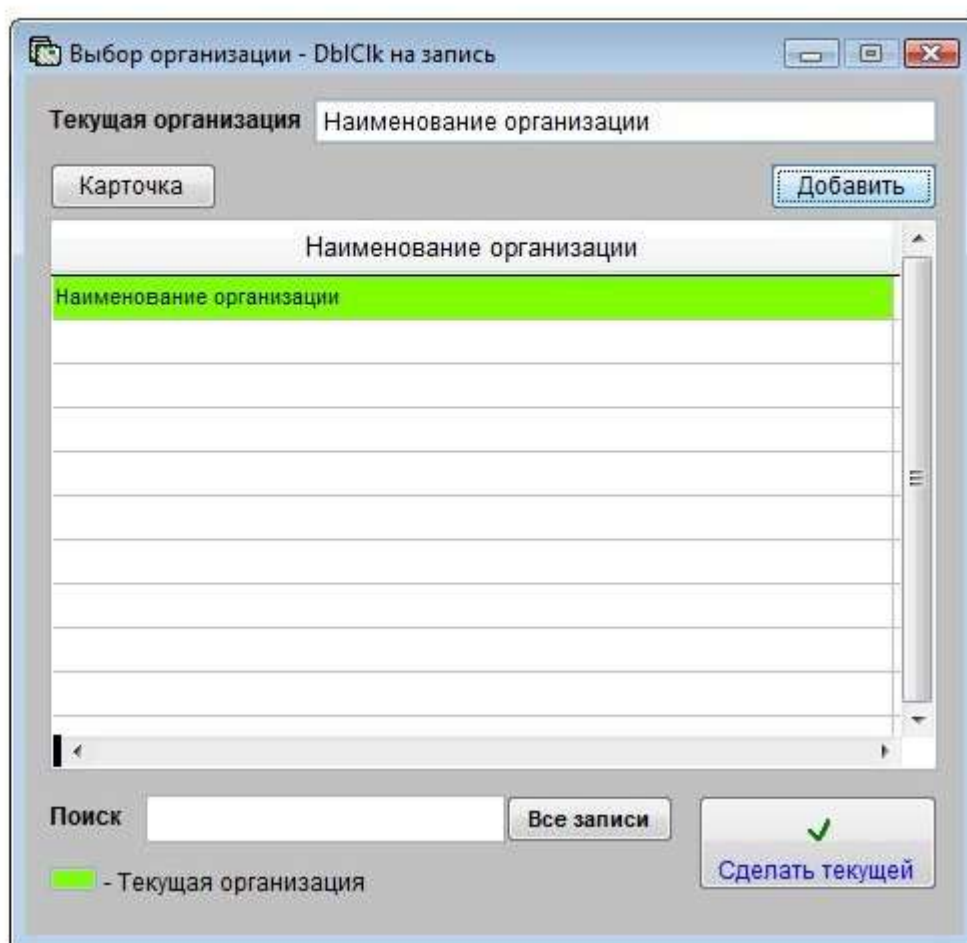 Выбор организации - DblClk на запись
Текущая организация Наименование организации
Карточка Добавить
Наименование организации
Наименование организации
Поиск Все записи
Сделать текущей
- Текущая организация